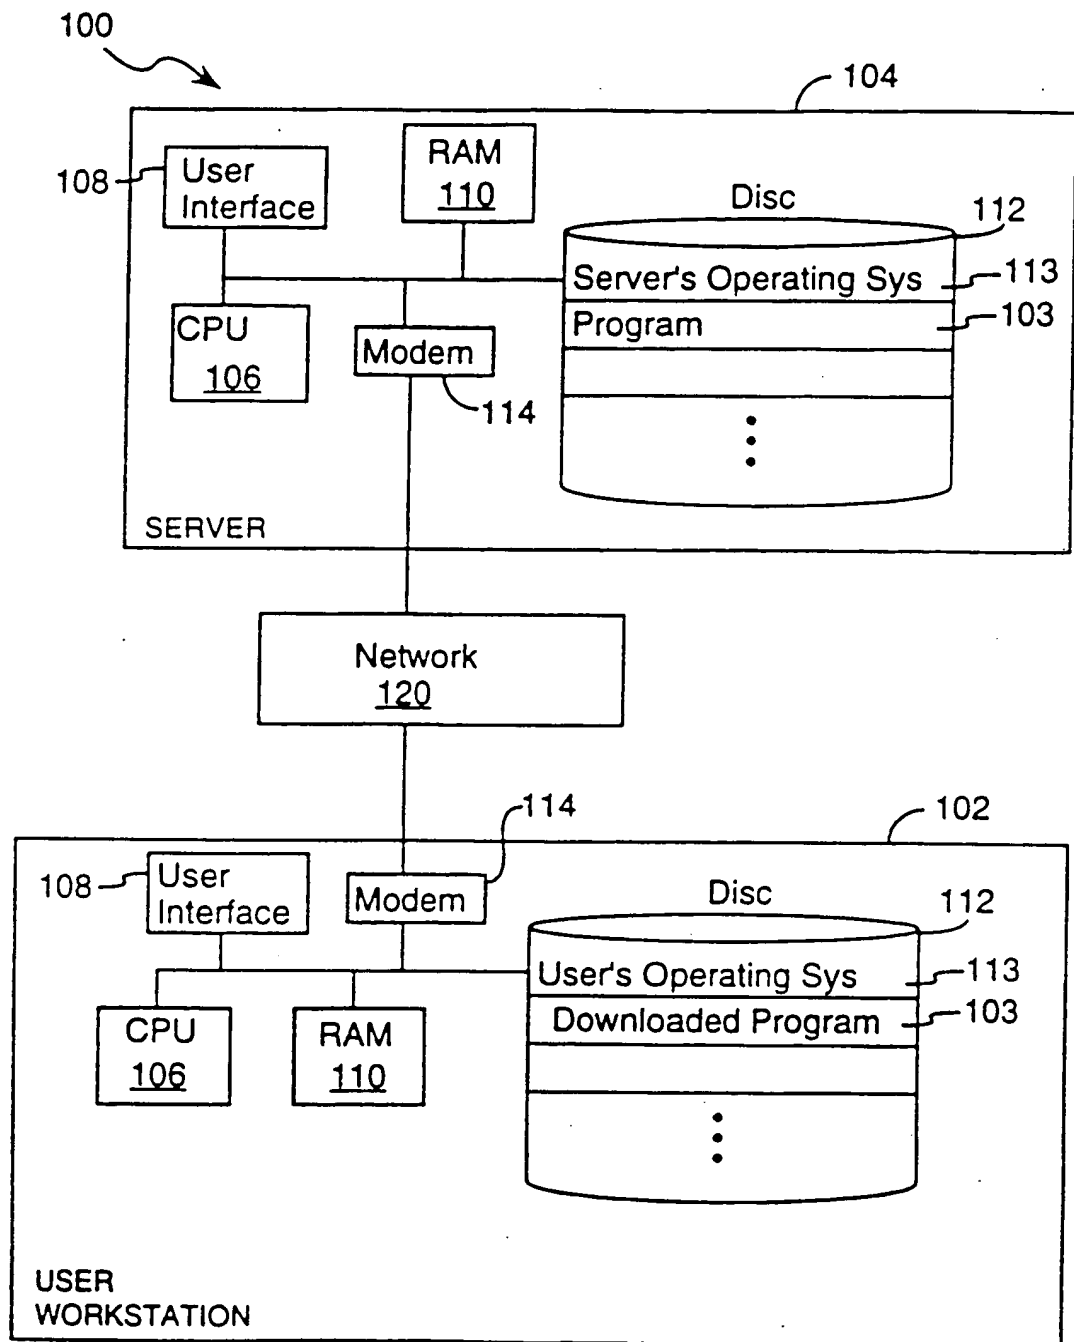 100
104
108
User
Interface
RAM
110
Disc
112
Server's Operating Sys
113
Program
103
CPU
106
Modem
114
SERVER
Network
120
102
114
108
User
Interface
Modem
Disc
112
User's Operating Sys
113
Downloaded Program
103
CPU
106
RAM
110
USER
WORKSTATION